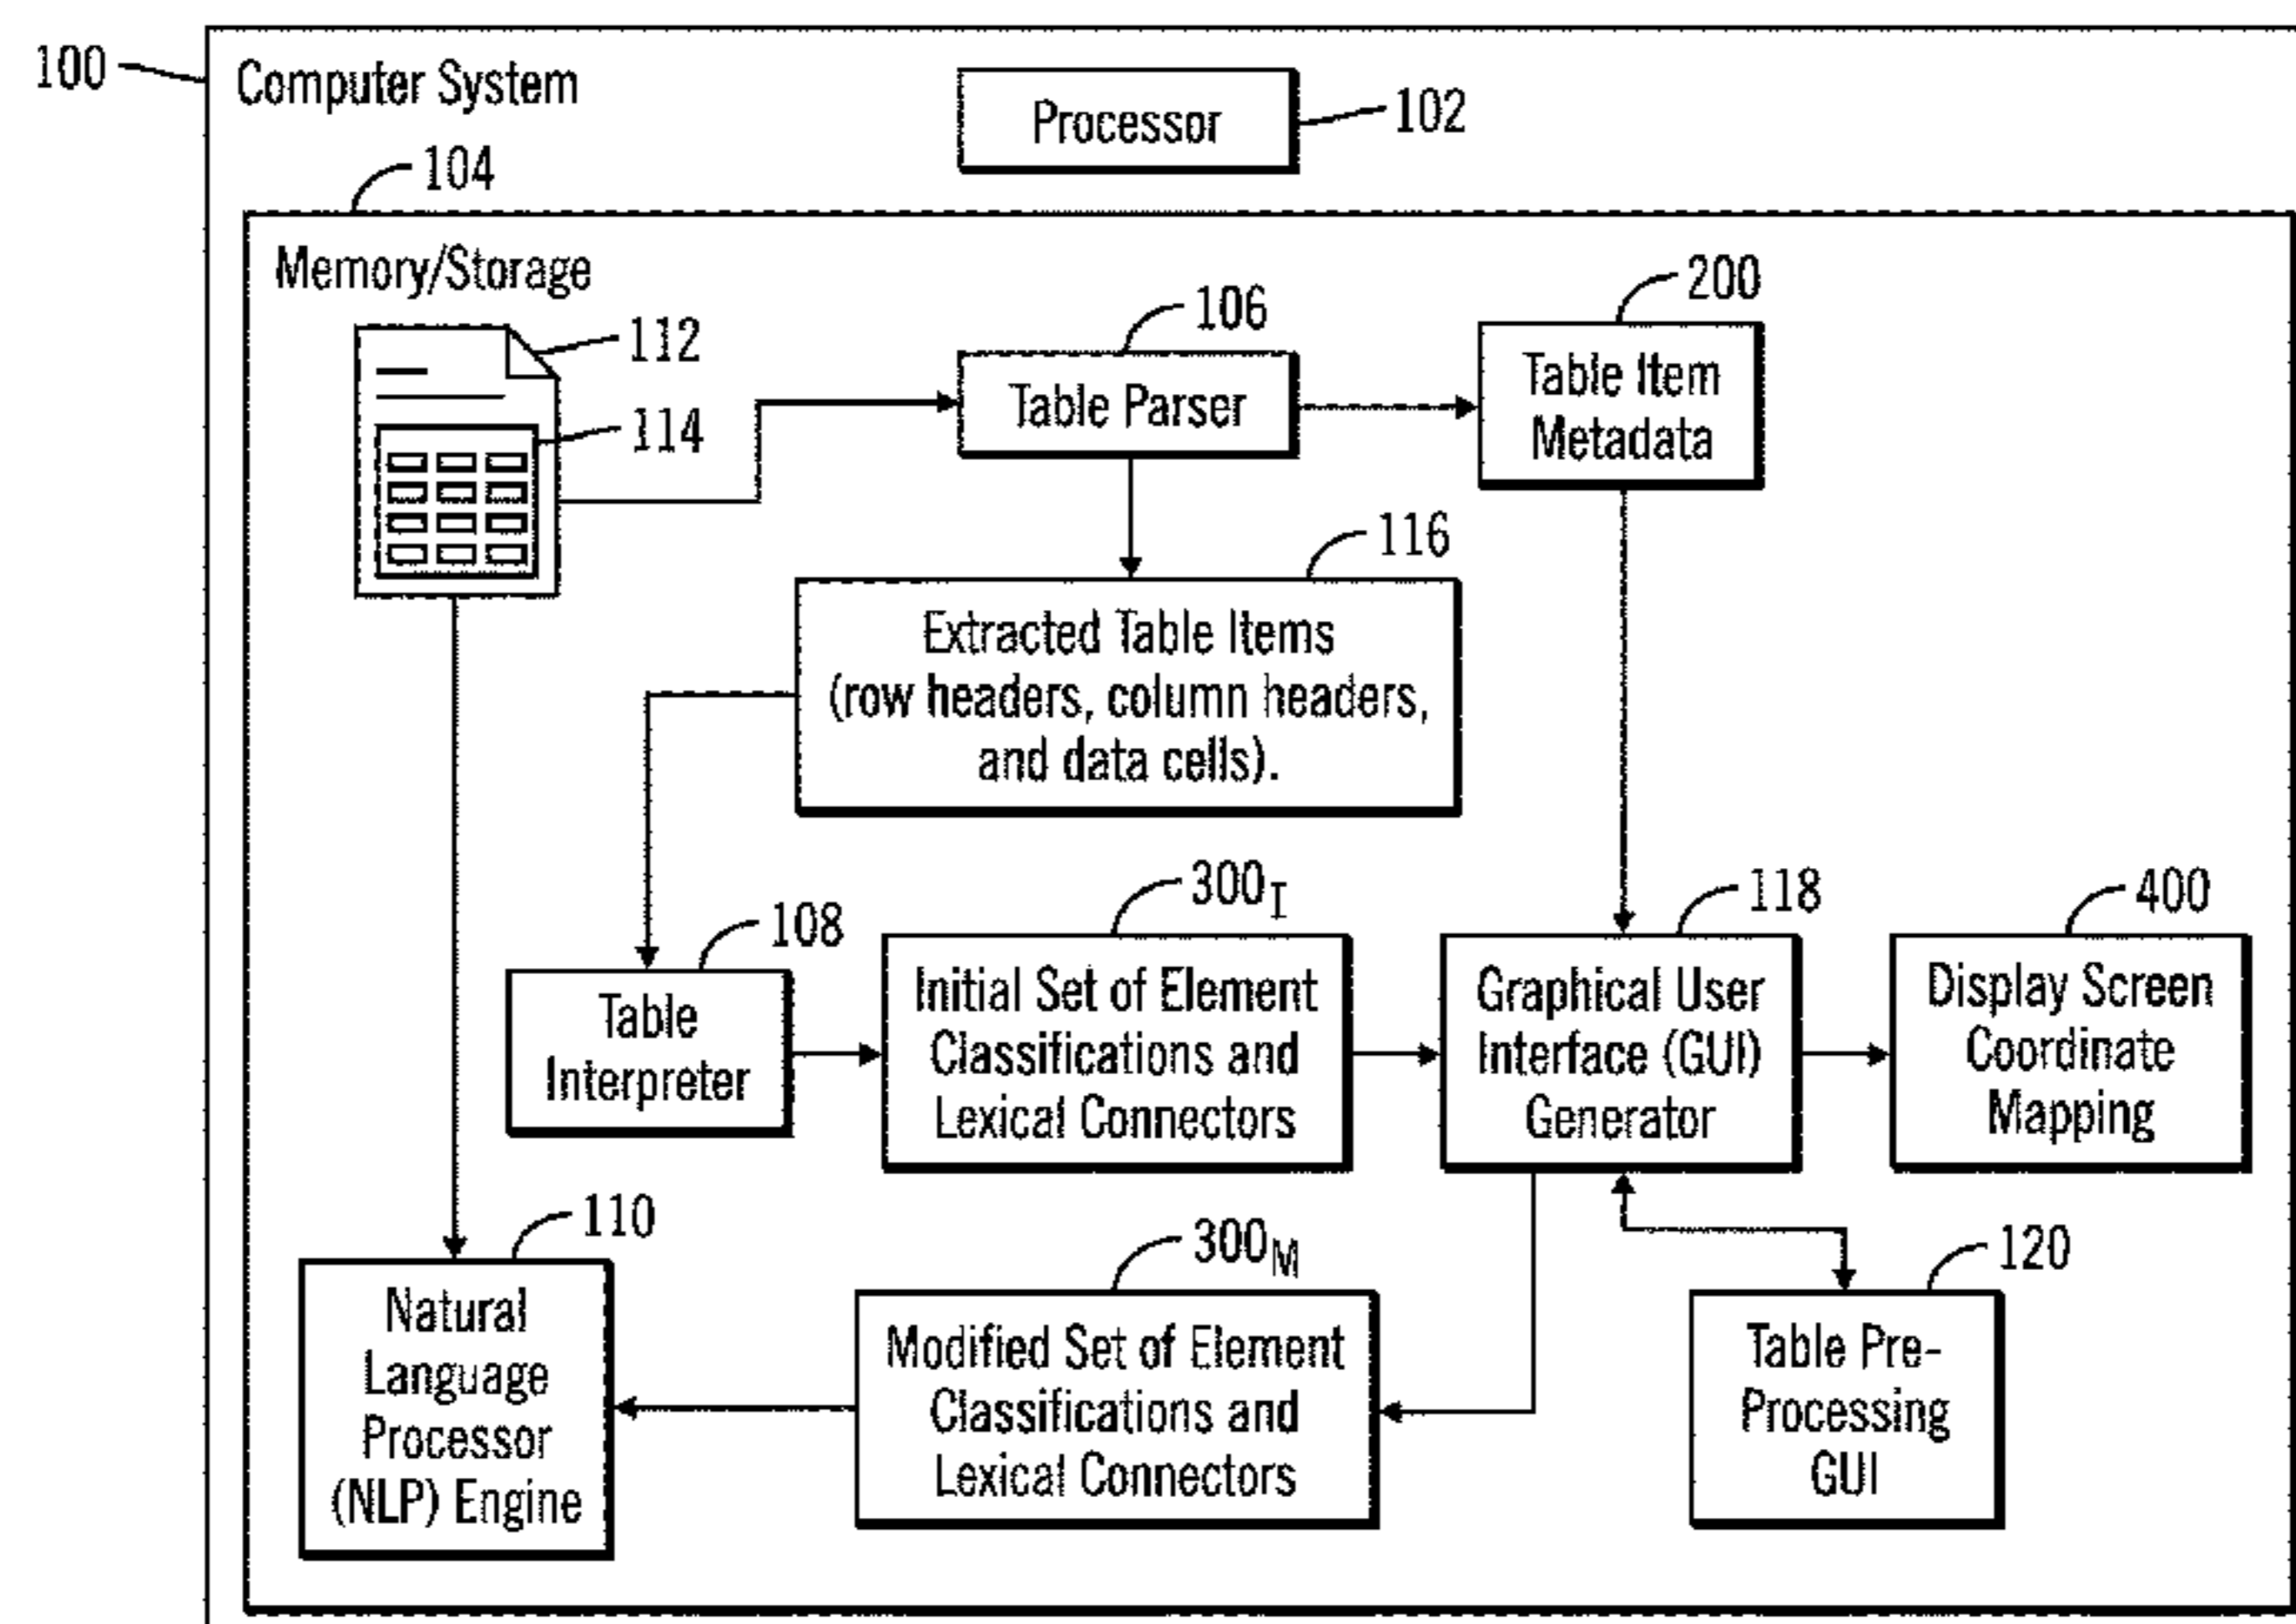 100
Computer System
Processor
102
104
Memory/Storage
112
114
106
Table Parser
200
Table Item
Metadata
116
Extracted Table Items
(row headers, column headers,
and data cells).
108
Table
Interpreter
300I
Initial Set of Element
Classifications and
Lexical Connectors
118
Graphical User
Interface (GUI)
Generator
400
Display Screen
Coordinate
Mapping
110
Natural
Language
Processor
(NLP) Engine
300M
Modified Set of Element
Classifications and
Lexical Connectors
120
Table Pre-
Processing
GUI